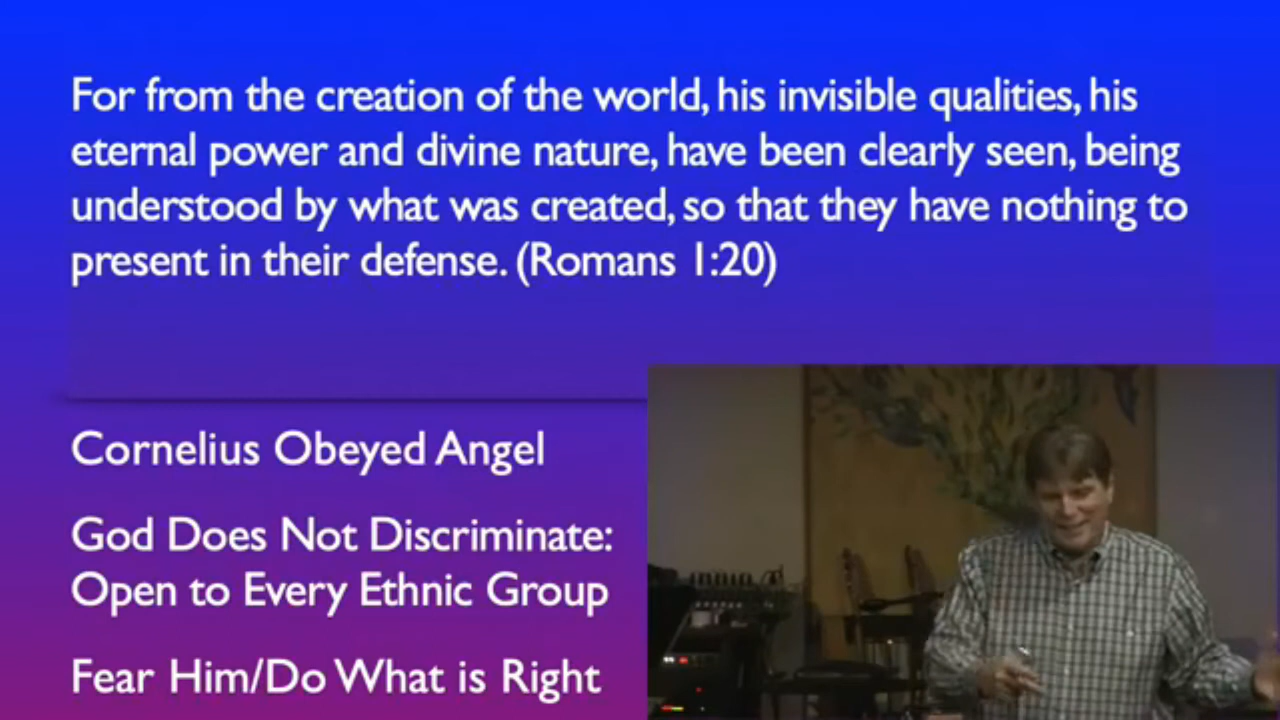 For from the creation of the world, his invisible qualities, his
eternal power and divine nature, have been clearly seen, being
understood by what was created, so that they have nothing to
present in their defense. (Romans 1:20)
Cornelius Obeyed Angel
God Does Not Discriminate:
Open to Every Ethnic Group
Fear Him/Do What is Right